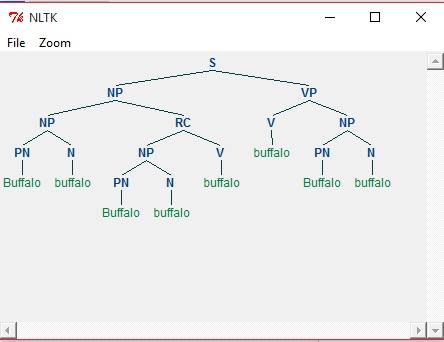 NLTK
File Zoom
S
NP VP
NP RC V NP
PN N NP V buffalo PN N
Buffalo buffalo PN N buffalo Buffalo buffalo
Buffalo buffalo